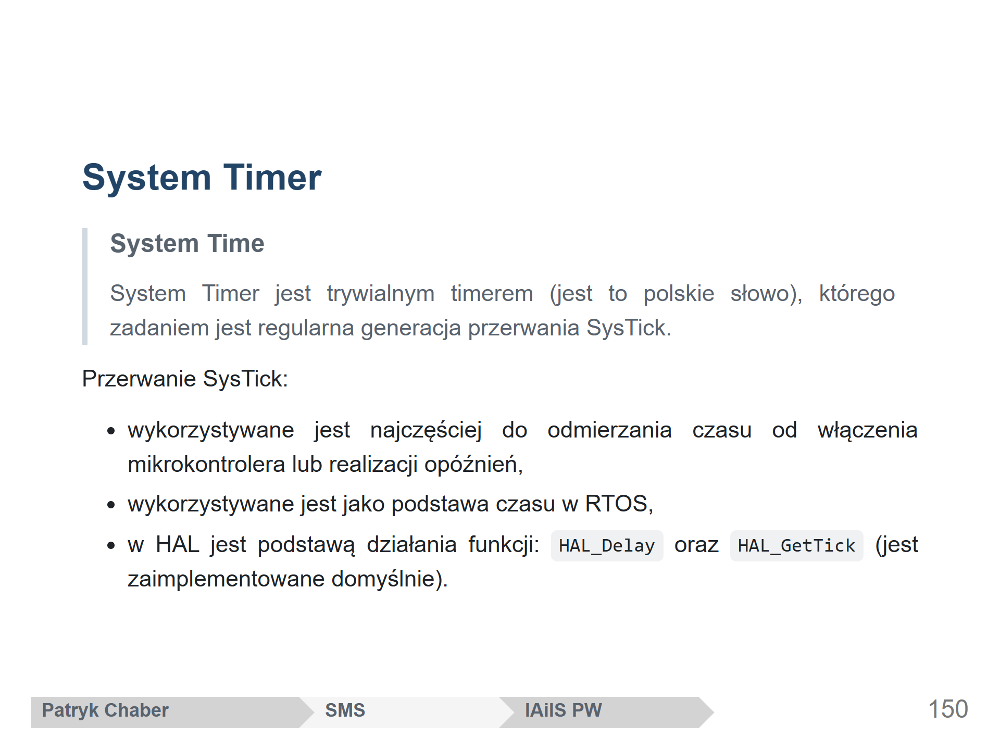 System Timer
System Time
System Timer jest trywialnym timerem (jest to polskie słowo), którego
zadaniem jest regularna generacja przerwania SysTick.
Przerwanie SysTick:
• wykorzystywane jest najczęściej do odmierzania czasu od włączenia
mikrokontrolera lub realizacji opóźnień,
• wykorzystywane jest jako podstawa czasu w RTOS,
• w HAL jest podstawą działania funkcji: HAL_Delay oraz HAL_GetTick (jest
zaimplementowane domyślnie).
Patryk Chaber SMS IAiIS PW 150